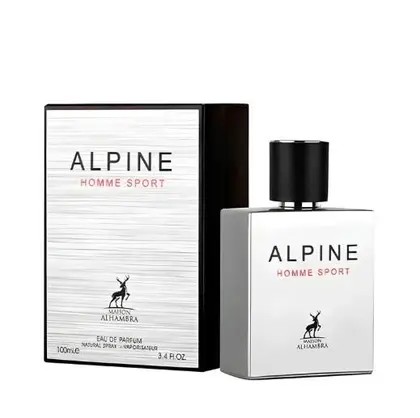 ALPINE
HOMME SPORT
MAISON
ALHAMBRA
EAU DE PARFUM
NATURAL SPRAY - VAPORISATEUR
100ml℮ 3.4 FL.OZ.
ALPINE
HOMME SPORT
MAISON
ALHAMBRA